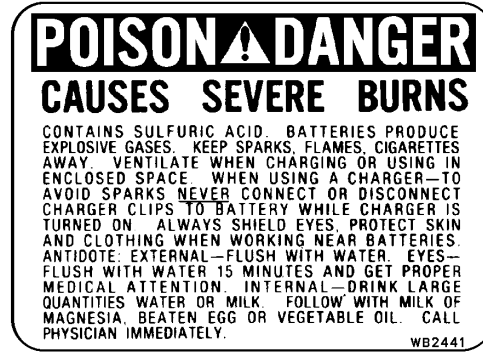 POISON DANGER
CAUSES SEVERE BURNS
CONTAINS SULFURIC ACID. BATTERIES PRODUCE
EXPLOSIVE GASES. KEEP SPARKS, FLAMES, CIGARETTES
AWAY. VENTILATE WHEN CHARGING OR USING IN
ENCLOSED SPACE. WHEN USING A CHARGER—TO
AVOID SPARKS NEVER CONNECT OR DISCONNECT
CHARGER CLIPS TO BATTERY WHILE CHARGER IS
TURNED ON. ALWAYS SHIELD EYES, PROTECT SKIN
AND CLOTHING WHEN WORKING NEAR BATTERIES.
ANTIDOTE: EXTERNAL—FLUSH WITH WATER. EYES—
FLUSH WITH WATER 15 MINUTES AND GET PROPER
MEDICAL ATTENTION. INTERNAL—DRINK LARGE
QUANTITIES WATER OR MILK. FOLLOW WITH MILK OF
MAGNESIA, BEATEN EGG OR VEGETABLE OIL. CALL
PHYSICIAN IMMEDIATELY.
WB2441